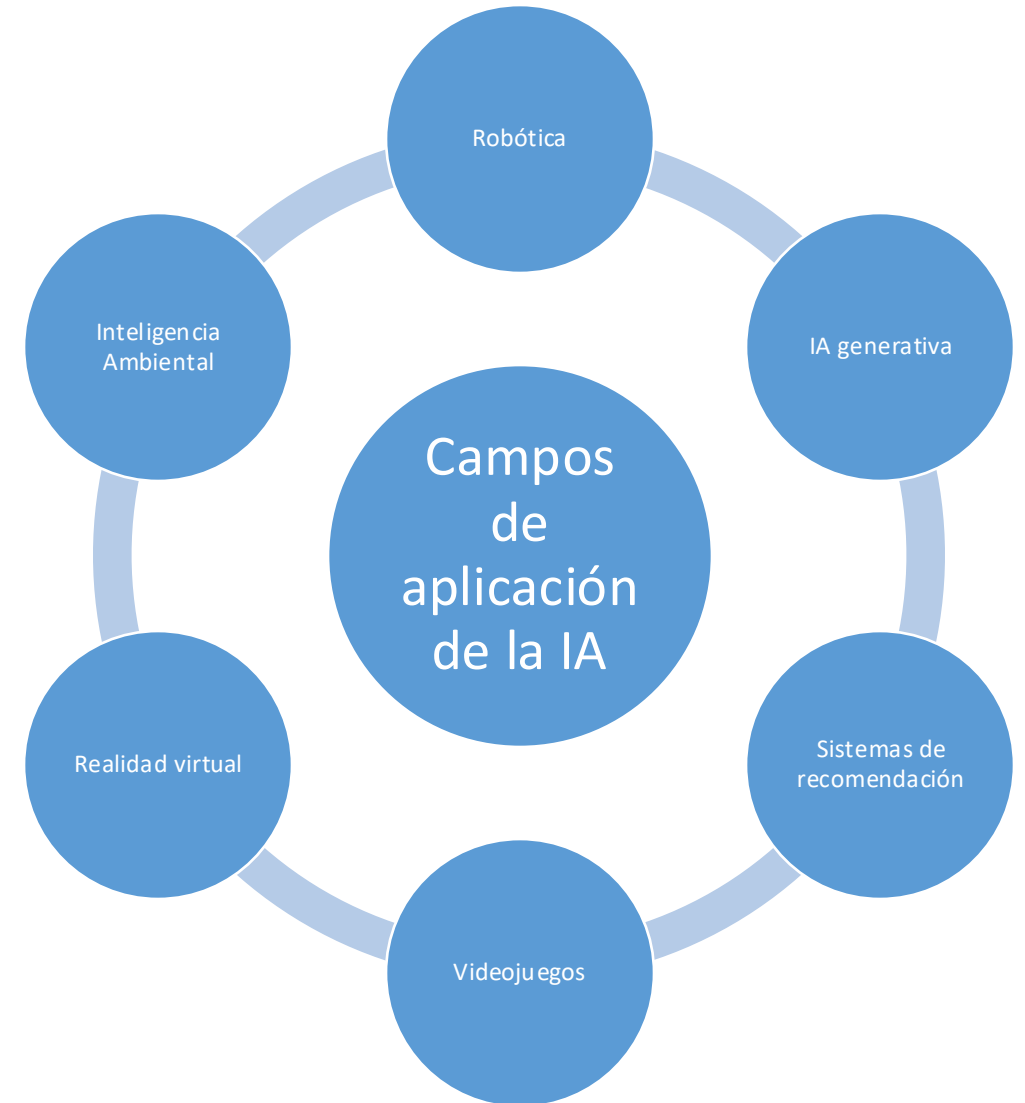 Robótica
IA generativa
Sistemas de
recomendación
Videojuegos
Realidad virtual
Inteligencia
Ambiental
Campos
de
aplicación
de la IA